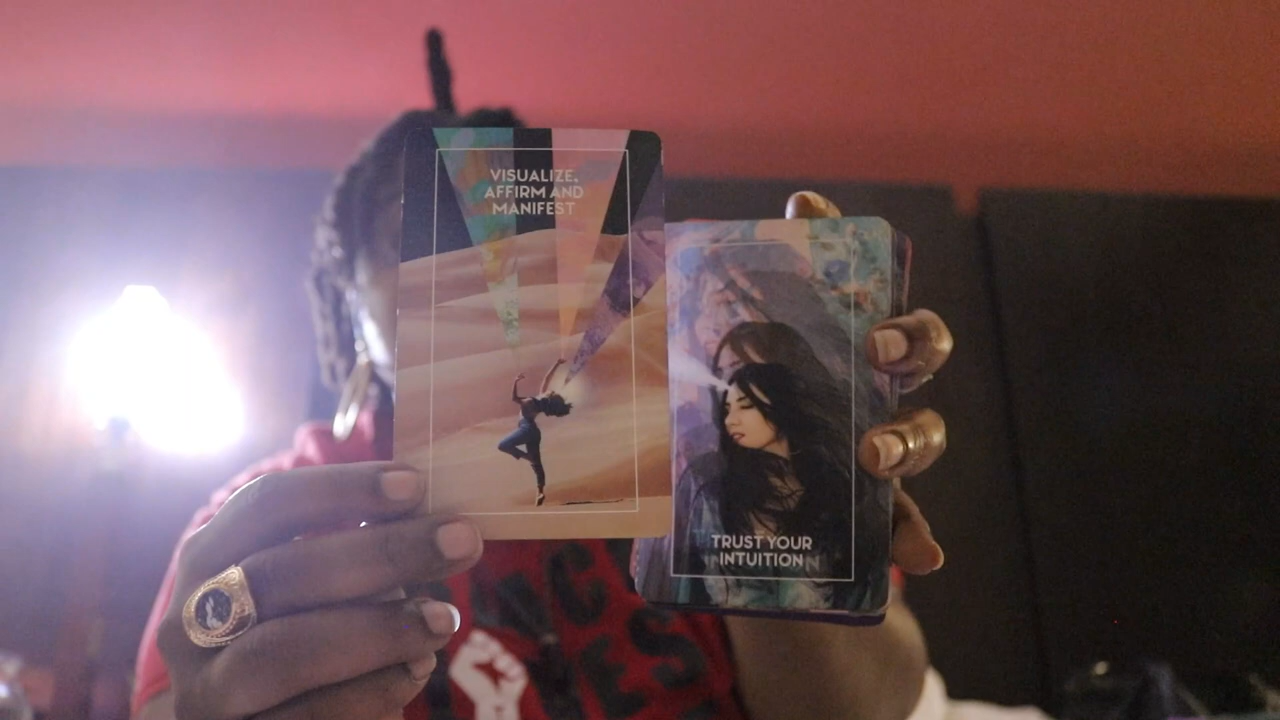 VISUALIZE,
AFFIRM AND
MANIFEST
TRUST YOUR
INTUITION